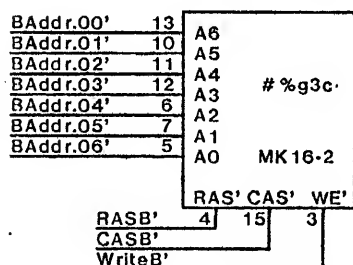 BAddr.00' 13 A6
BAddr.01' 10 A5
BAddr.02' 11 A4
BAddr.03' 12 A3 # %g3c
BAddr.04' 6 A2
BAddr.05' 7 A1
BAddr.06' 5 A0 MK16-2
RAS' CAS' WE'
RASB' 4 15 3
CASB'
WriteB'